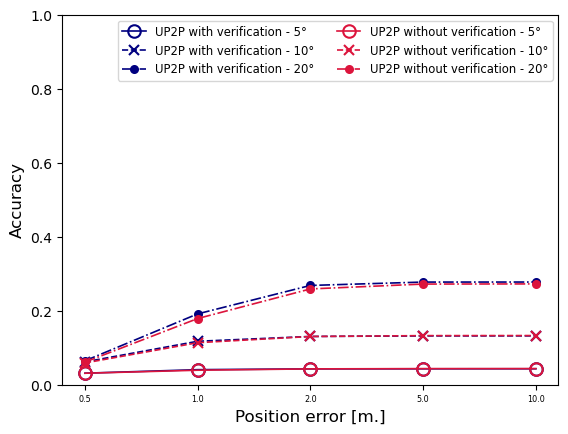 UP2P with verification - 5°
UP2P with verification - 10°
UP2P with verification - 20°
UP2P without verification - 5°
UP2P without verification - 10°
UP2P without verification - 20°
1.0
0.8
0.6
0.4
0.2
0.0
Accuracy
0.5 1.0 2.0 5.0 10.0
Position error [m.]